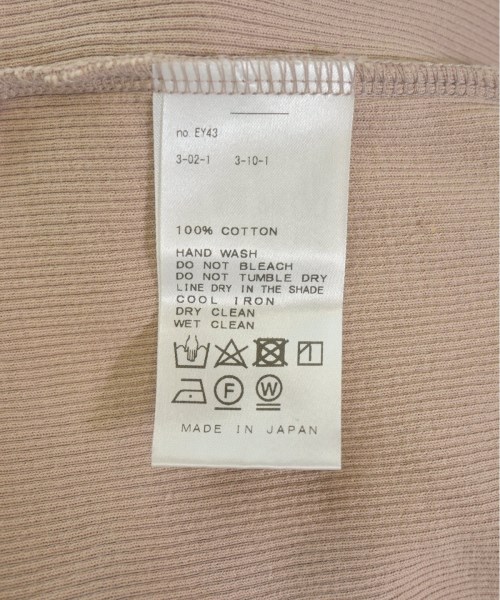 no EY43
3-02-1 3-10-1
100% COTTON
HAND WASH
DO NOT BLEACH
DO NOT TUMBLE DRY
LINE DRY IN THE SHADE
COOL IRON
DRY CLEAN
WET CLEAN
F W
MADE IN JAPAN